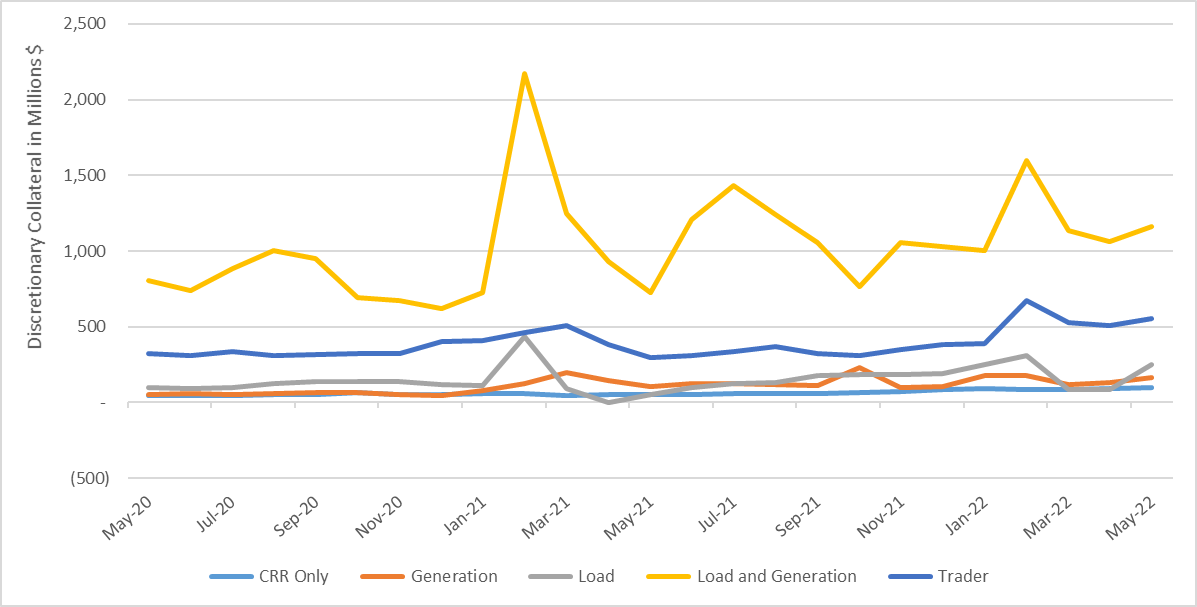 Discretionary Collateral in Millions $
2,500
2,000
1,500
1,000
500
-
(500)
May-20
Jul-20
Sep-20
Nov-20
Jan-21
Mar-21
May-21
Jul-21
Sep-21
Nov-21
Jan-22
Mar-22
May-22
CRR Only
Generation
Load
Load and Generation
Trader